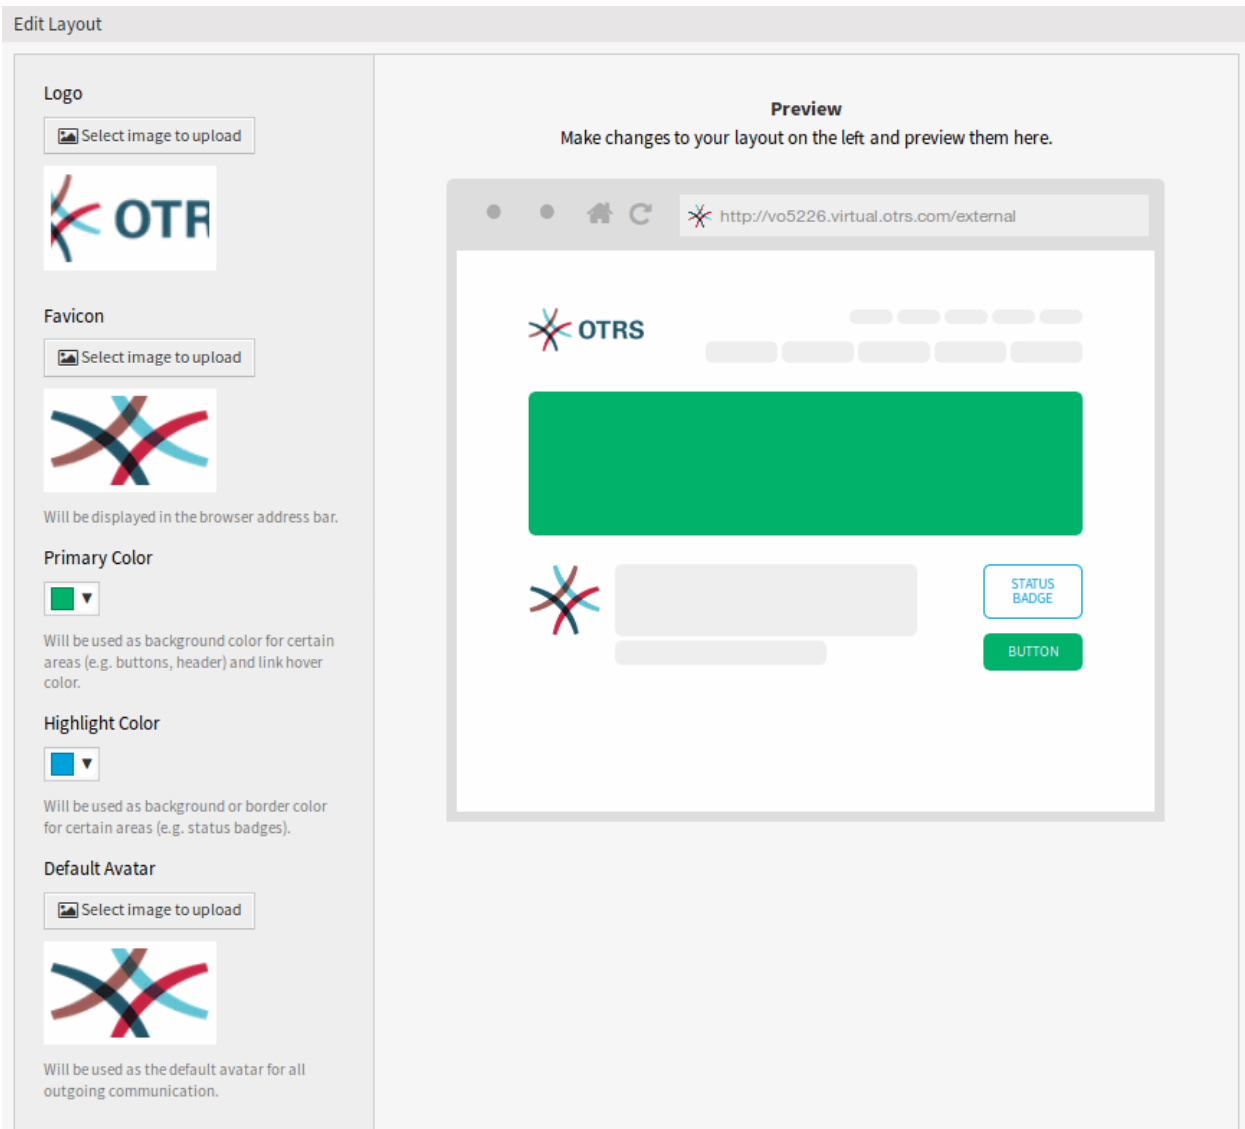 Edit Layout
Logo
Select image to upload
OTR
Favicon
Select image to upload
Will be displayed in the browser address bar.
Primary Color
Will be used as background color for certain
areas (e.g. buttons, header) and link hover
color.
Highlight Color
Will be used as background or border color
for certain areas (e.g. status badges).
Default Avatar
Select image to upload
Will be used as the default avatar for all
outgoing communication.
Preview
Make changes to your layout on the left and preview them here.
http://vo5226.virtual.otrs.com/external
OTRS
STATUS
BADGE
BUTTON